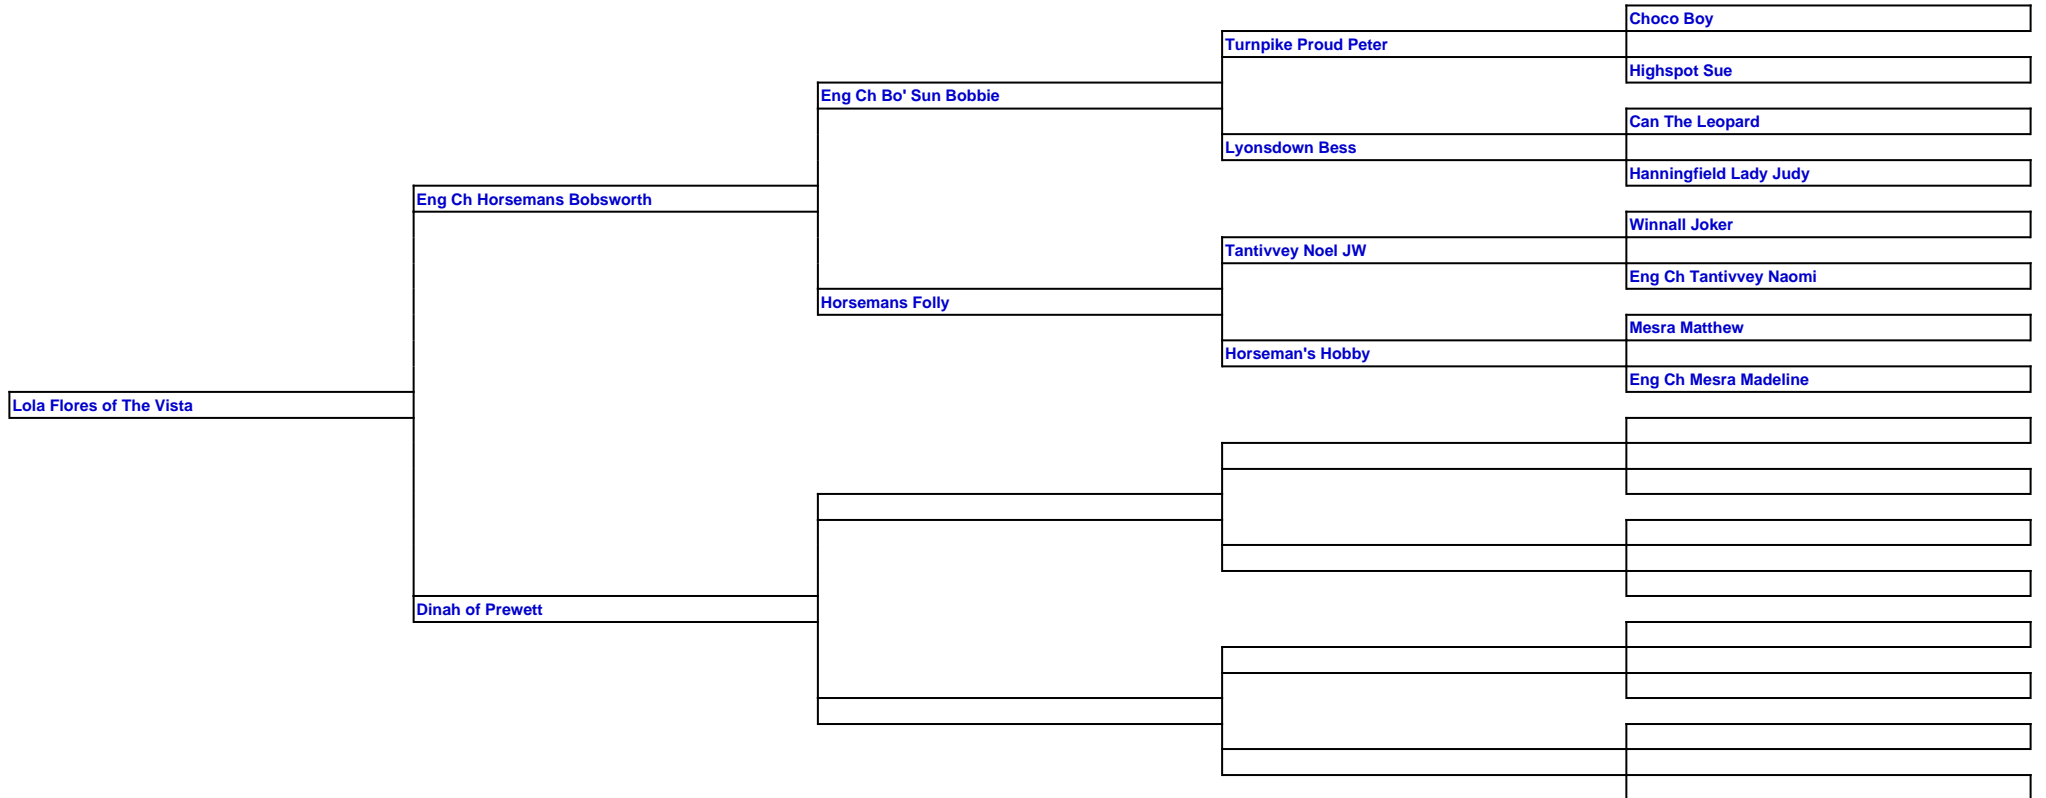 Choco Boy
Turnpike Proud Peter
Highspot Sue
Eng Ch Bo' Sun Bobbie
Can The Leopard
Lyonsdown Bess
Hanningfield Lady Judy
Eng Ch Horsemans Bobsworth
Winnall Joker
Tantivvey Noel JW
Eng Ch Tantivvey Naomi
Horsemans Folly
Mesra Matthew
Horseman's Hobby
Eng Ch Mesra Madeline
Lola Flores of The Vista
Dinah of Prewett